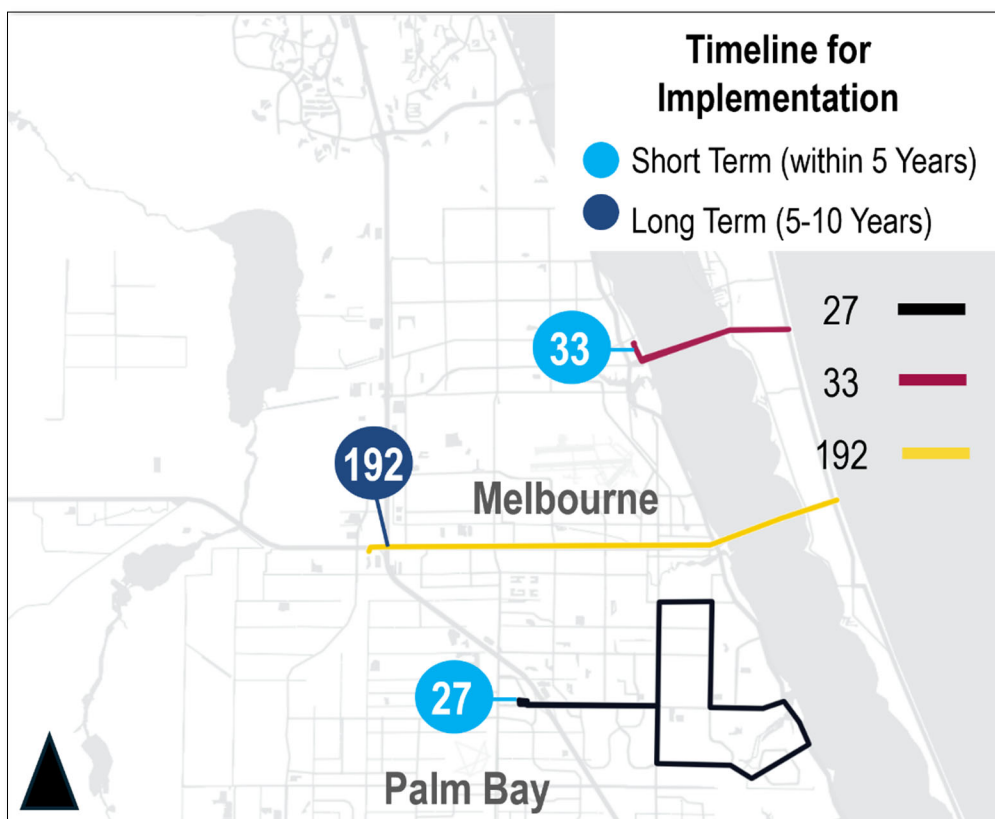 Timeline for
Implementation
Short Term (within 5 Years)
Long Term (5-10 Years)
27
33
192
33
192
Melbourne
27
Palm Bay